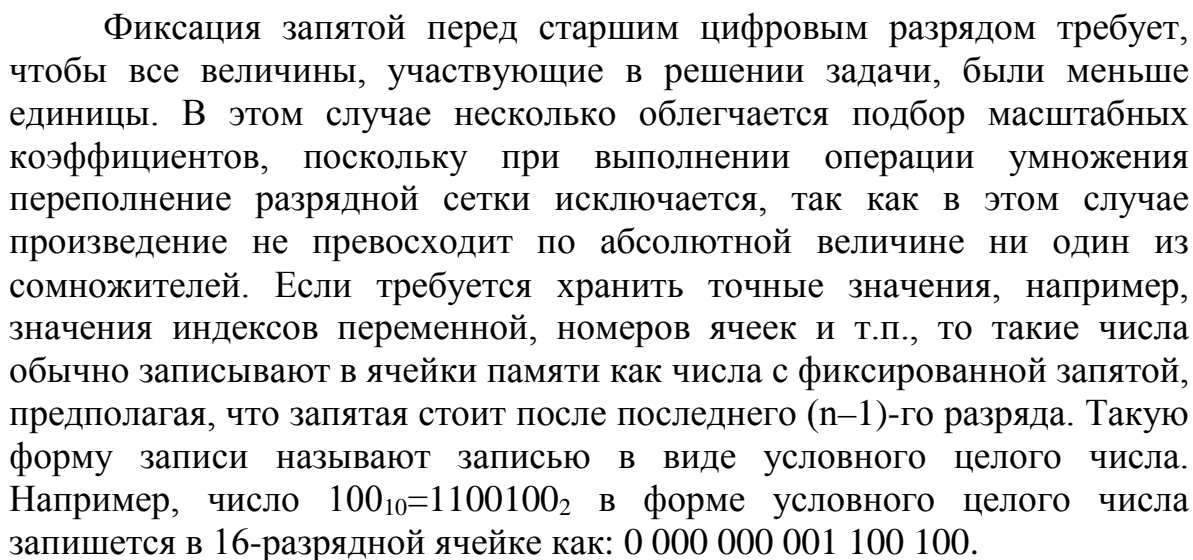 Фиксация запятой перед старшим цифровым разрядом требует,
чтобы все величины, участвующие в решении задачи, были меньше
единицы. В этом случае несколько облегчается подбор масштабных
коэффициентов, поскольку при выполнении операции умножения
переполнение разрядной сетки исключается, так как в этом случае
произведение не превосходит по абсолютной величине ни один из
сомножителей. Если требуется хранить точные значения, например,
значения индексов переменной, номеров ячеек и т.п., то такие числа
обычно записывают в ячейки памяти как числа с фиксированной запятой,
предполагая, что запятая стоит после последнего (n–1)-го разряда. Такую
форму записи называют записью в виде условного целого числа.
Например, число 100₁₀=1100100₂ в форме условного целого числа
запишется в 16-разрядной ячейке как: 0 000 000 001 100 100.